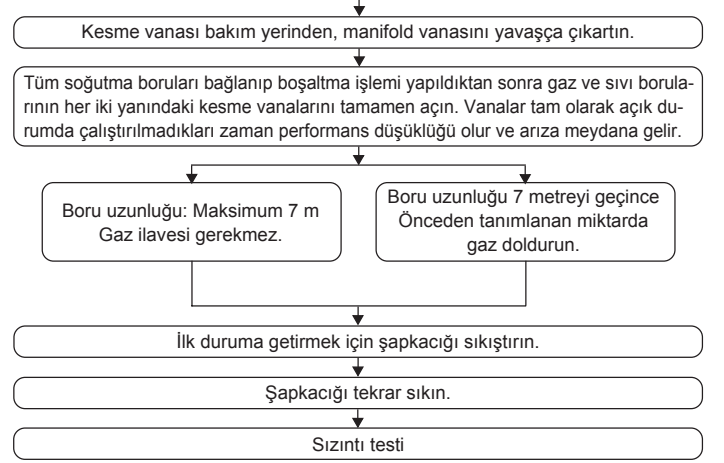 Kesme vanası bakım yerinden, manifold vanasını yavaşça çıkartın.
Tüm soğutma boruları bağlanıp boşaltma işlemi yapıldıktan sonra gaz ve sıvı borula-
rının her iki yanındaki kesme vanalarını tamamen açın. Vanalar tam olarak açık du-
rumda çalıştırılmadıkları zaman performans düşüklüğü olur ve arıza meydana gelir.
Boru uzunluğu: Maksimum 7 m
Gaz ilavesi gerekmez.
Boru uzunluğu 7 metreyi geçince
Önceden tanımlanan miktarda
gaz doldurun.
İlk duruma getirmek için şapkacığı sıkıştırın.
Şapkacığı tekrar sıkın.
Sızıntı testi